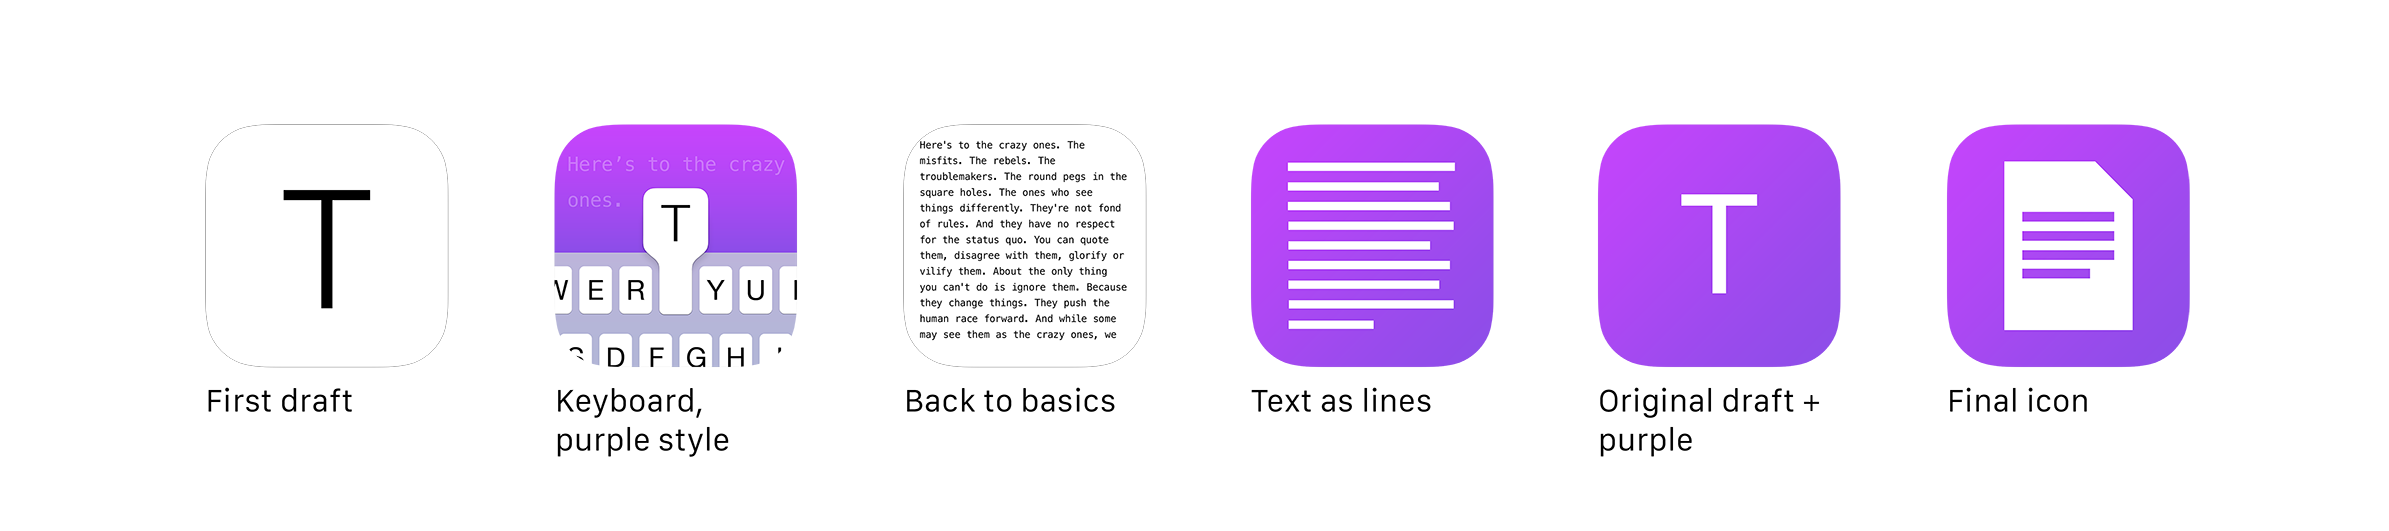 T
First draft
Here’s to the crazy
ones.
T
W E R Y U I
S D F G H
Keyboard,
purple style
Here's to the crazy ones. The
misfits. The rebels. The
troublemakers. The round pegs in the
square holes. The ones who see
things differently. They're not fond
of rules. And they have no respect
for the status quo. You can quote
them, disagree with them, glorify or
vilify them. About the only thing
you can't do is ignore them. Because
they change things. They push the
human race forward. And while some
may see them as the crazy ones, we
Back to basics
Text as lines
T
Original draft +
purple
Final icon